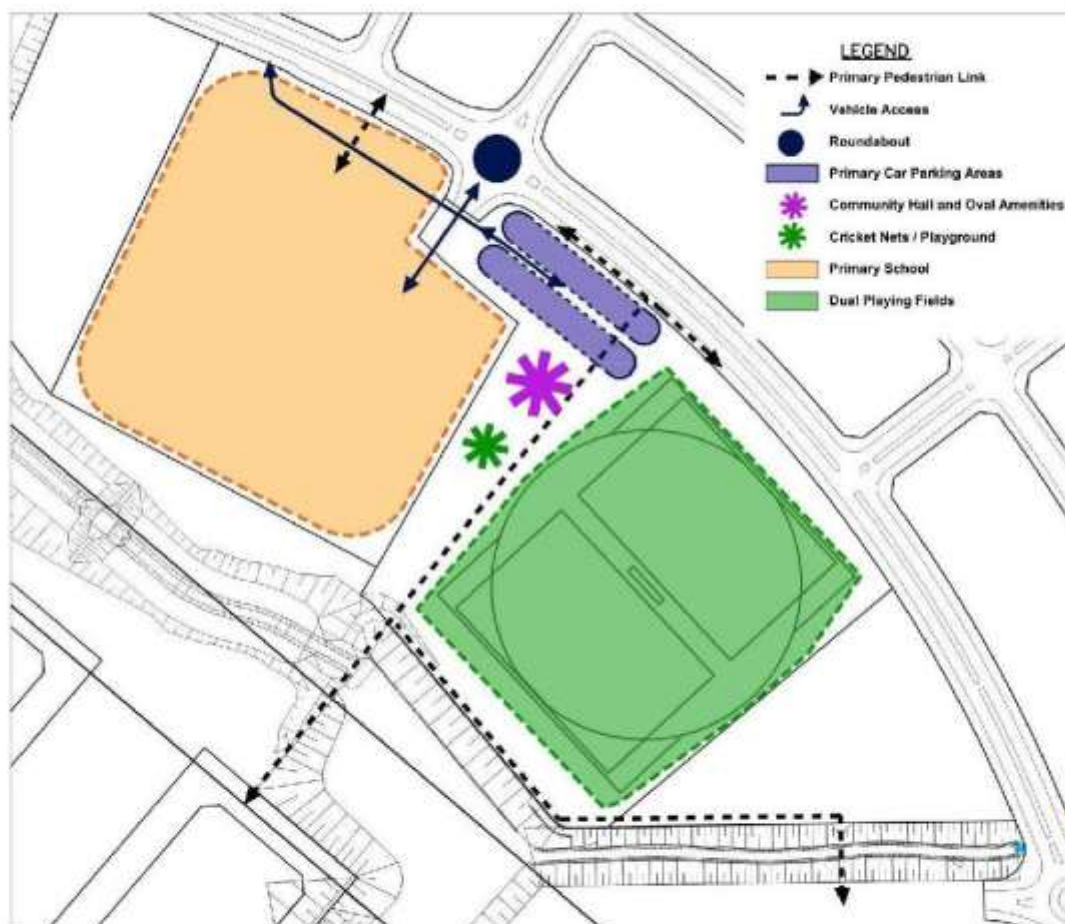 LEGEND
Primary Pedestrian Link
Vehicle Access
Roundabout
Primary Car Parking Areas
Community Hall and Oval Amenities
Cricket Nets / Playground
Primary School
Dual Playing Fields